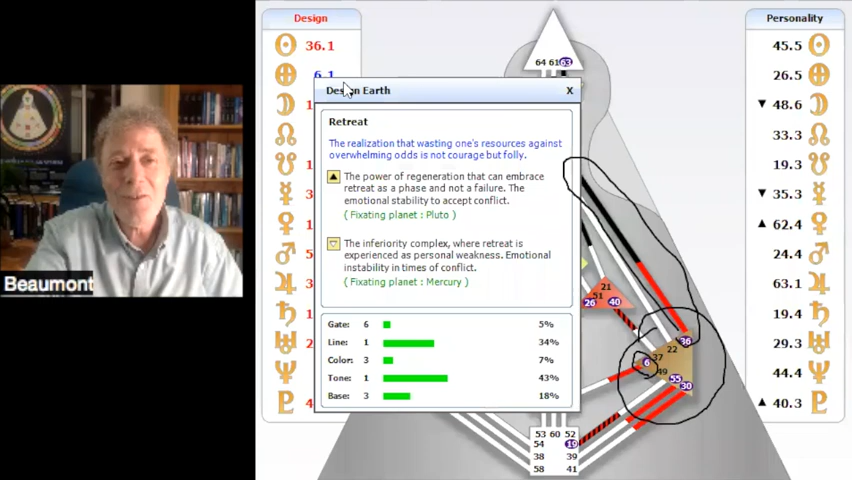 Design
36.1
6.1
Beaumont
Design Earth
X
Retreat
The realization that wasting one's resources against
overwhelming odds is not courage but folly.
The power of regeneration that can embrace
retreat as a phase and not a failure. The
emotional stability to accept conflict.
( Fixating planet : Pluto )
The inferiority complex, where retreat is
experienced as personal weakness. Emotional
instability in times of conflict.
( Fixating planet : Mercury )
Gate: 6 5%
Line: 1 34%
Color: 3 7%
Tone: 1 43%
Base: 3 18%
64 61 63
21
51
26 40
36
22
37
6
49
55
30
53 60 52
54 19
38 39
58 41
Personality
45.5
26.5
48.6
33.3
19.3
35.3
62.4
24.4
63.1
14.4
29.3
44.4
40.3